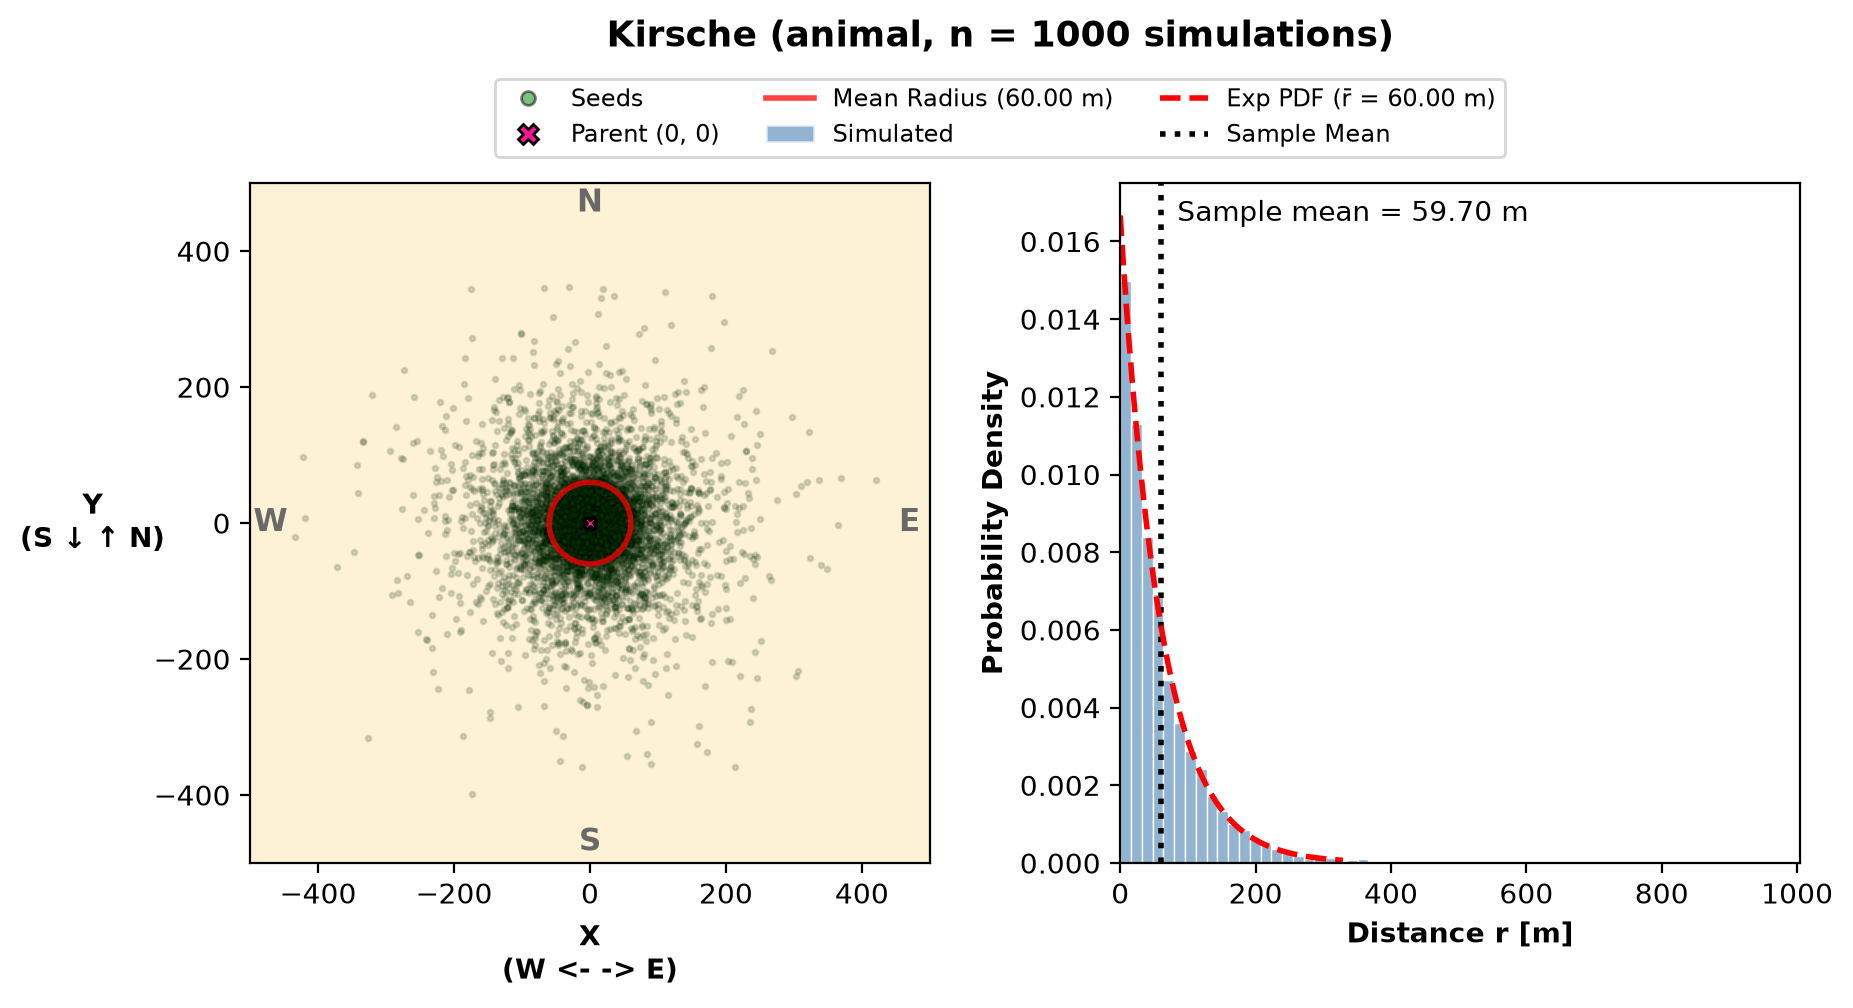 Kirsche (animal, n = 1000 simulations)
Seeds
Parent (0, 0)
Mean Radius (60.00 m)
Simulated
Exp PDF (r̄ = 60.00 m)
Sample Mean
N
W
E
S
400
200
0
−200
−400
Y
(S ↓ ↑ N)
−400
−200
0
200
400
X
(W <- -> E)
Sample mean = 59.70 m
0.016
0.014
0.012
0.010
0.008
0.006
0.004
0.002
0.000
Probability Density
0
200
400
600
800
1000
Distance r [m]